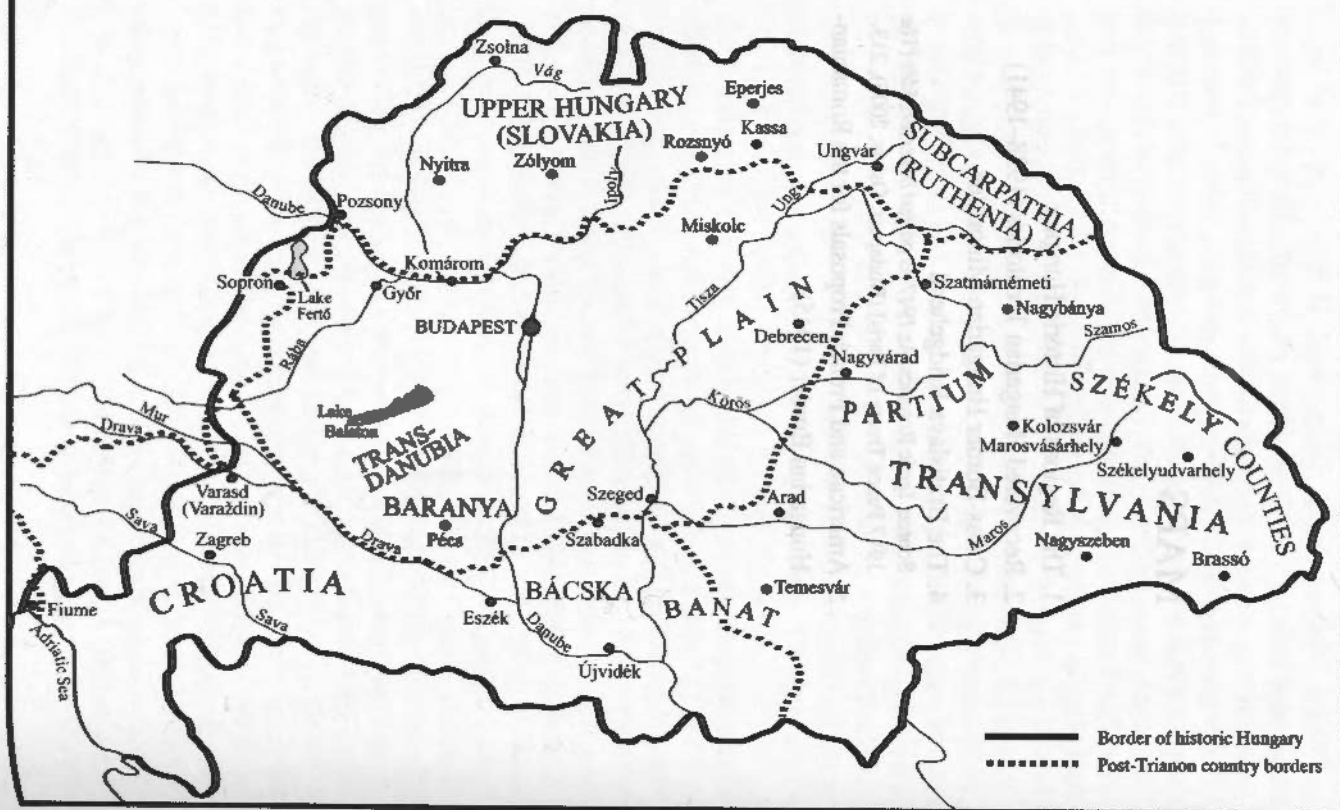 Zsolna
Vág
UPPER HUNGARY
(SLOVAKIA)
Eperjes
Kassa
Rozsnyó
Nyitra
Zólyom
Ipoly
Ungvár
SUBCARPATHIA
(RUTHENIA)
Danube
Pozsony
Ung
Miskolc
Sopron
Lake
Fertő
Győr
Komárom
BUDAPEST
Rába
Tisza
GREAT PLAIN
Debrecen
Szatmárnémeti
Nagybánya
Szamos
Nagyvárad
PARTIUM
SZÉKELY COUNTIES
Körös
Kolozsvár
Marosvásárhely
Székelyudvarhely
TRANSYLVANIA
Mur
Drava
Lake
Balaton
TRANS-
DANUBIA
BARANYA
Pécs
Varasd
(Varaždin)
Sava
Zagreb
Drava
Szeged
Szabadka
Arad
Maros
Nagyszeben
Brassó
CROATIA
Fiume
Adriatic Sea
Sava
Eszék
BÁCSKA
Danube
Újvidék
BANAT
Temesvár
Border of historic Hungary
Post-Trianon country borders